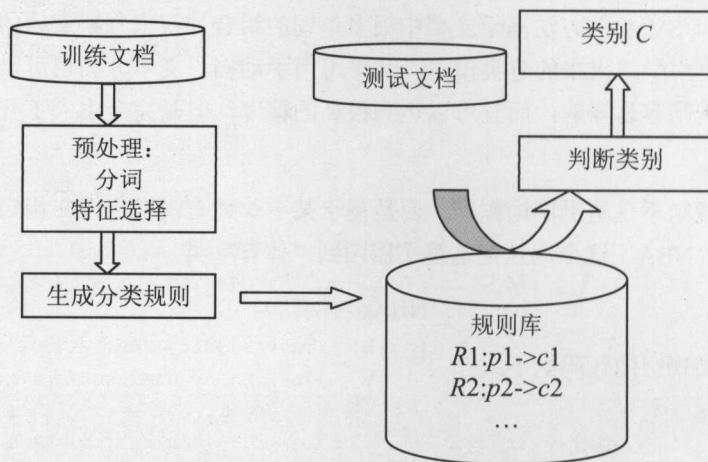 训练文档
预处理：
分词
特征选择
生成分类规则
测试文档
类别 C
判断类别
规则库
R1:p1->c1
R2:p2->c2
…